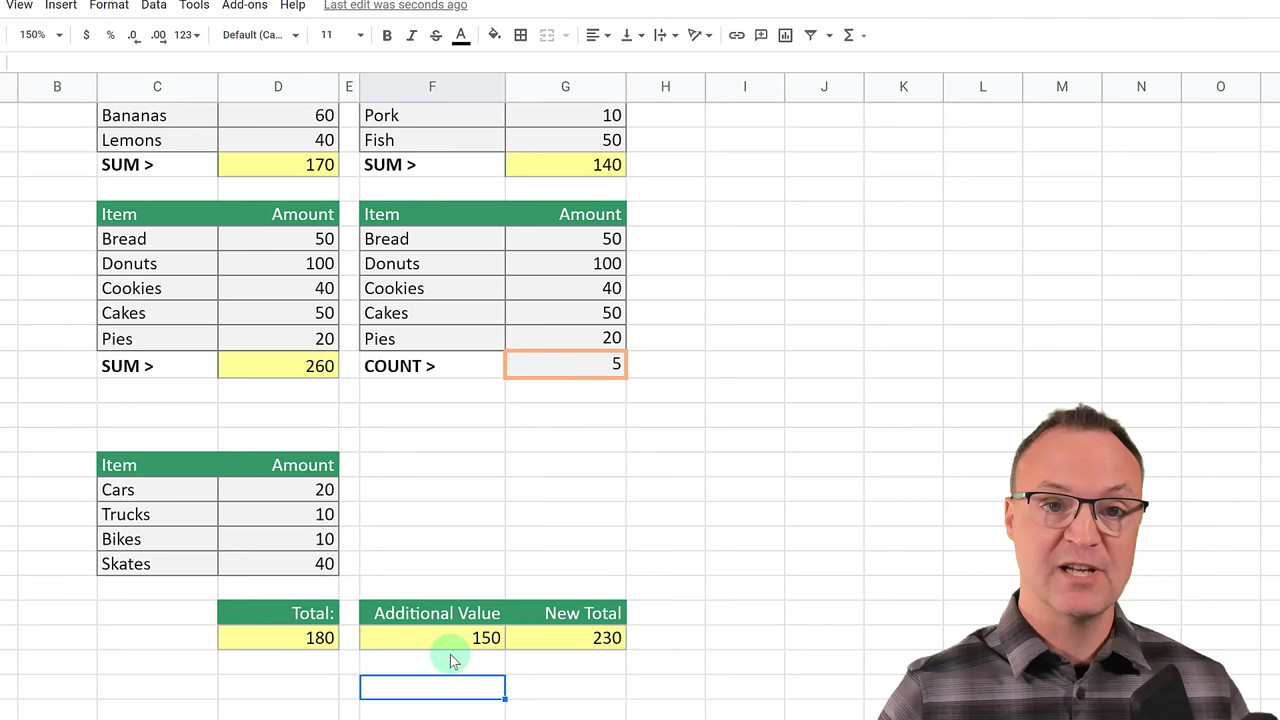 View Insert Format Data Tools Add-ons Help Last edit was seconds ago
150% $ % .0 .00 123 Default (Ca... 11 B I S A Σ
B C D E F G H I J K L M N O
Bananas 60 Pork 10
Lemons 40 Fish 50
SUM > 170 SUM > 140
Item Amount Item Amount
Bread 50 Bread 50
Donuts 100 Donuts 100
Cookies 40 Cookies 40
Cakes 50 Cakes 50
Pies 20 Pies 20
SUM > 260 COUNT > 5
Item Amount
Cars 20
Trucks 10
Bikes 10
Skates 40
Total: Additional Value New Total
180 150 230